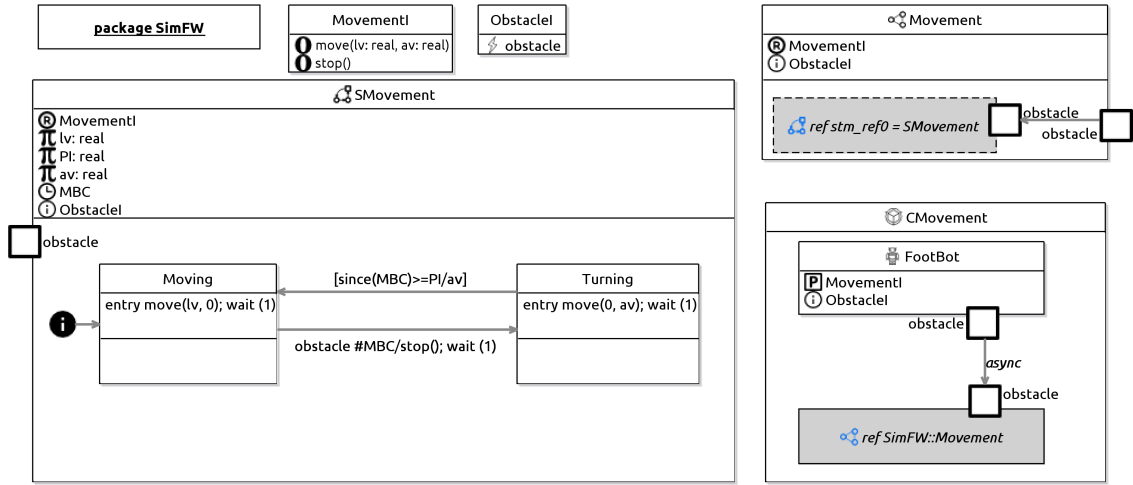 package SimFW
MovementI
move(lv: real, av: real)
stop()
ObstacleI
obstacle
SMovement
MovementI
lv: real
PI: real
av: real
MBC
ObstacleI
obstacle
Moving
entry move(lv, 0); wait (1)
[since(MBC)>=PI/av]
obstacle #MBC/stop(); wait (1)
Turning
entry move(0, av); wait (1)
i
Movement
MovementI
ObstacleI
ref stm_ref0 = SMovement
obstacle
obstacle
CMovement
FootBot
MovementI
ObstacleI
obstacle
async
obstacle
ref SimFW::Movement